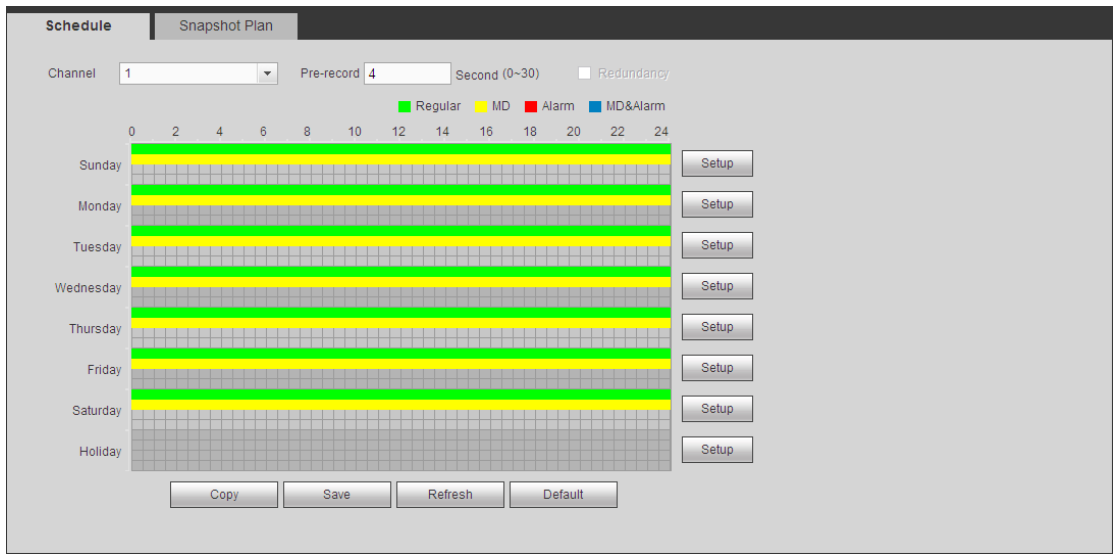 Schedule Snapshot Plan
Channel 1 Pre-record 4 Second (0~30) Redundancy
Regular MD Alarm MD&Alarm
0 2 4 6 8 10 12 14 16 18 20 22 24
Sunday Setup
Monday Setup
Tuesday Setup
Wednesday Setup
Thursday Setup
Friday Setup
Saturday Setup
Holiday Setup
Copy Save Refresh Default